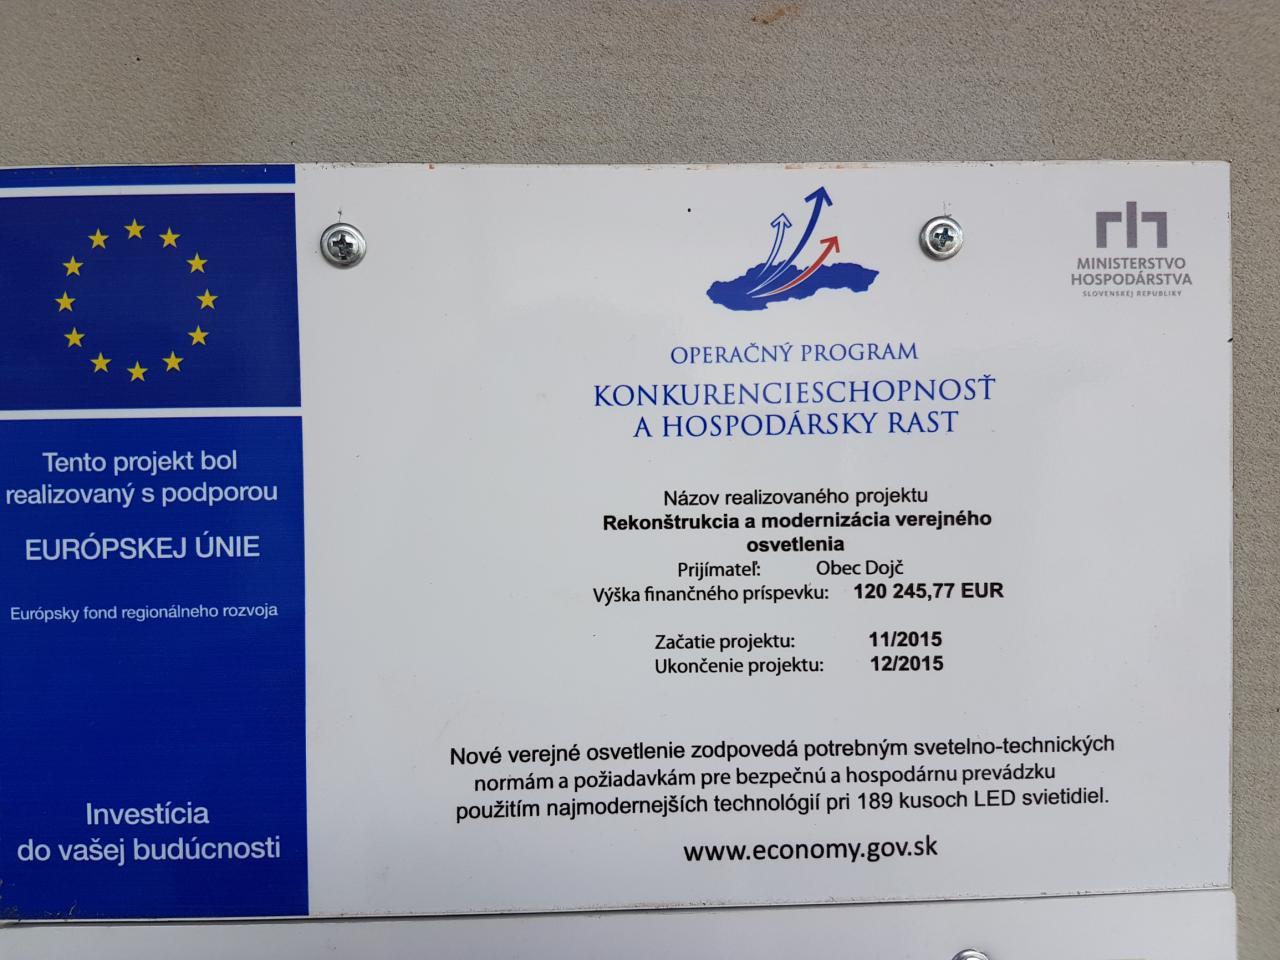 Tento projekt bol
realizovaný s podporou
EURÓPSKEJ ÚNIE
Európsky fond regionálneho rozvoja
Investícia
do vašej budúcnosti
MINISTERSTVO
HOSPODÁRSTVA
SLOVENSKEJ REPUBLIKY
OPERAČNÝ PROGRAM
KONKURENCIESCHOPNOSŤ
A HOSPODÁRSKY RAST
Názov realizovaného projektu
Rekonštrukcia a modernizácia verejného
osvetlenia
Prijímateľ: Obec Dojč
Výška finančného príspevku: 120 245,77 EUR
Začatie projektu: 11/2015
Ukončenie projektu: 12/2015
Nové verejné osvetlenie zodpovedá potrebným svetelno-technických
normám a požiadavkám pre bezpečnú a hospodárnu prevádzku
použitím najmodernejších technológií pri 189 kusoch LED svietidiel.
www.economy.gov.sk